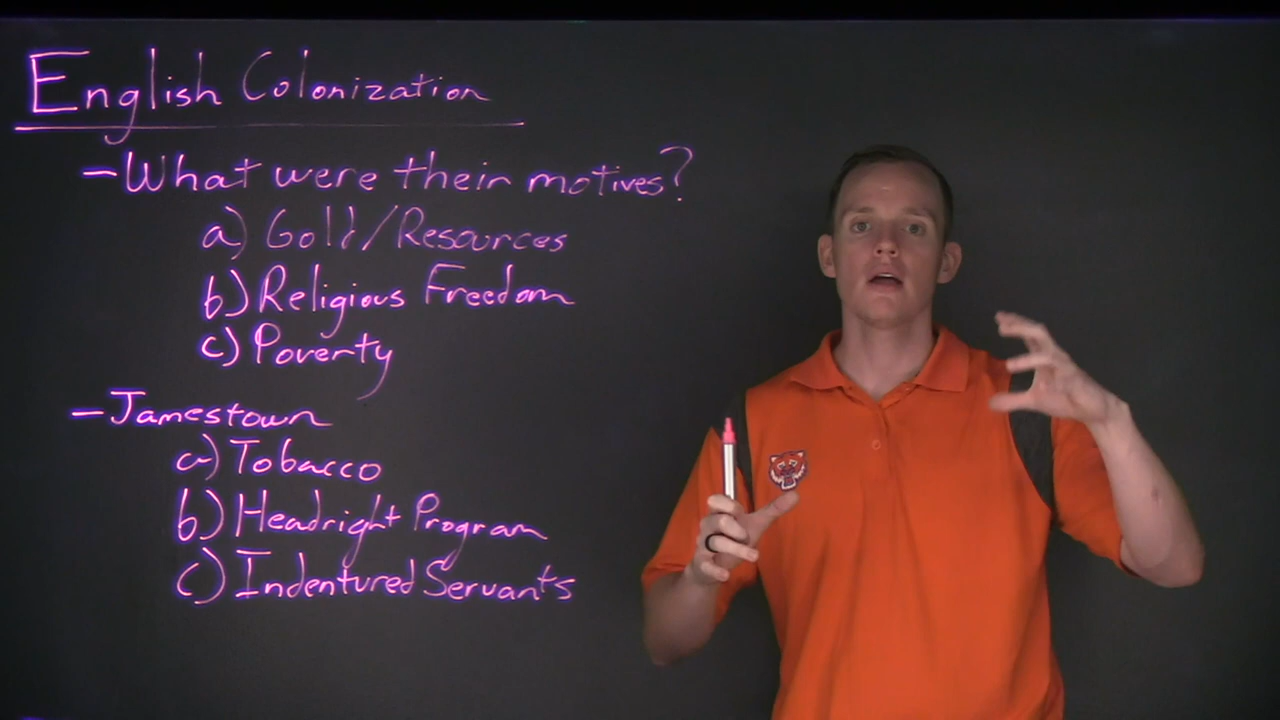 English Colonization
- What were their motives?
a) Gold/Resources
b) Religious Freedom
c) Poverty
- Jamestown
a) Tobacco
b) Headright Program
c) Indentured Servants